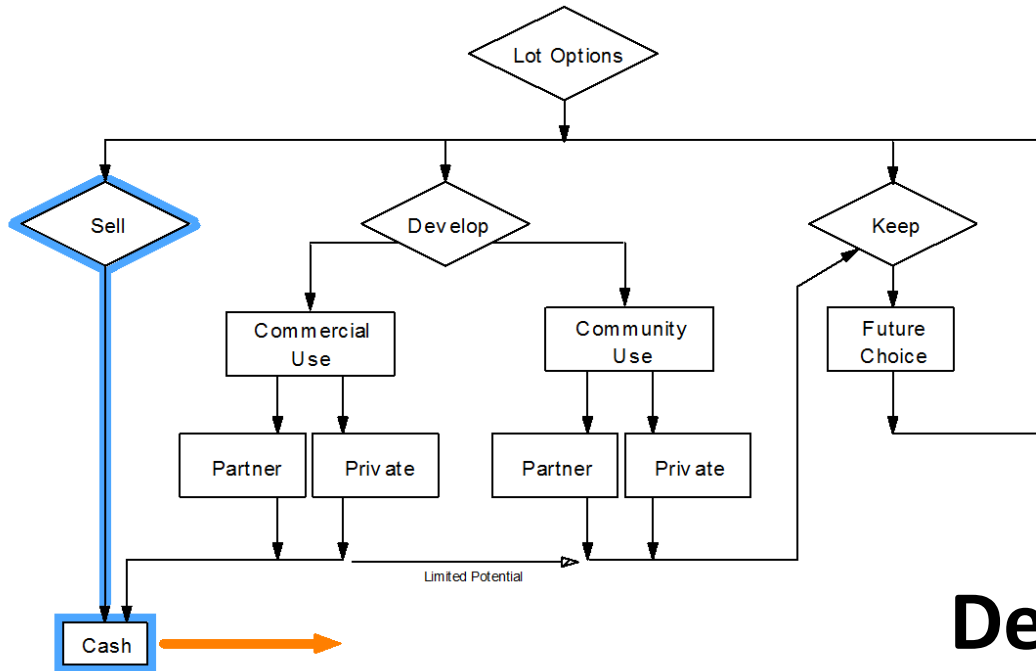 Lot Options
Sell
Develop
Keep
Commercial
Use
Community
Use
Future
Choice
Partner
Private
Partner
Private
Limited Potential
Cash
De